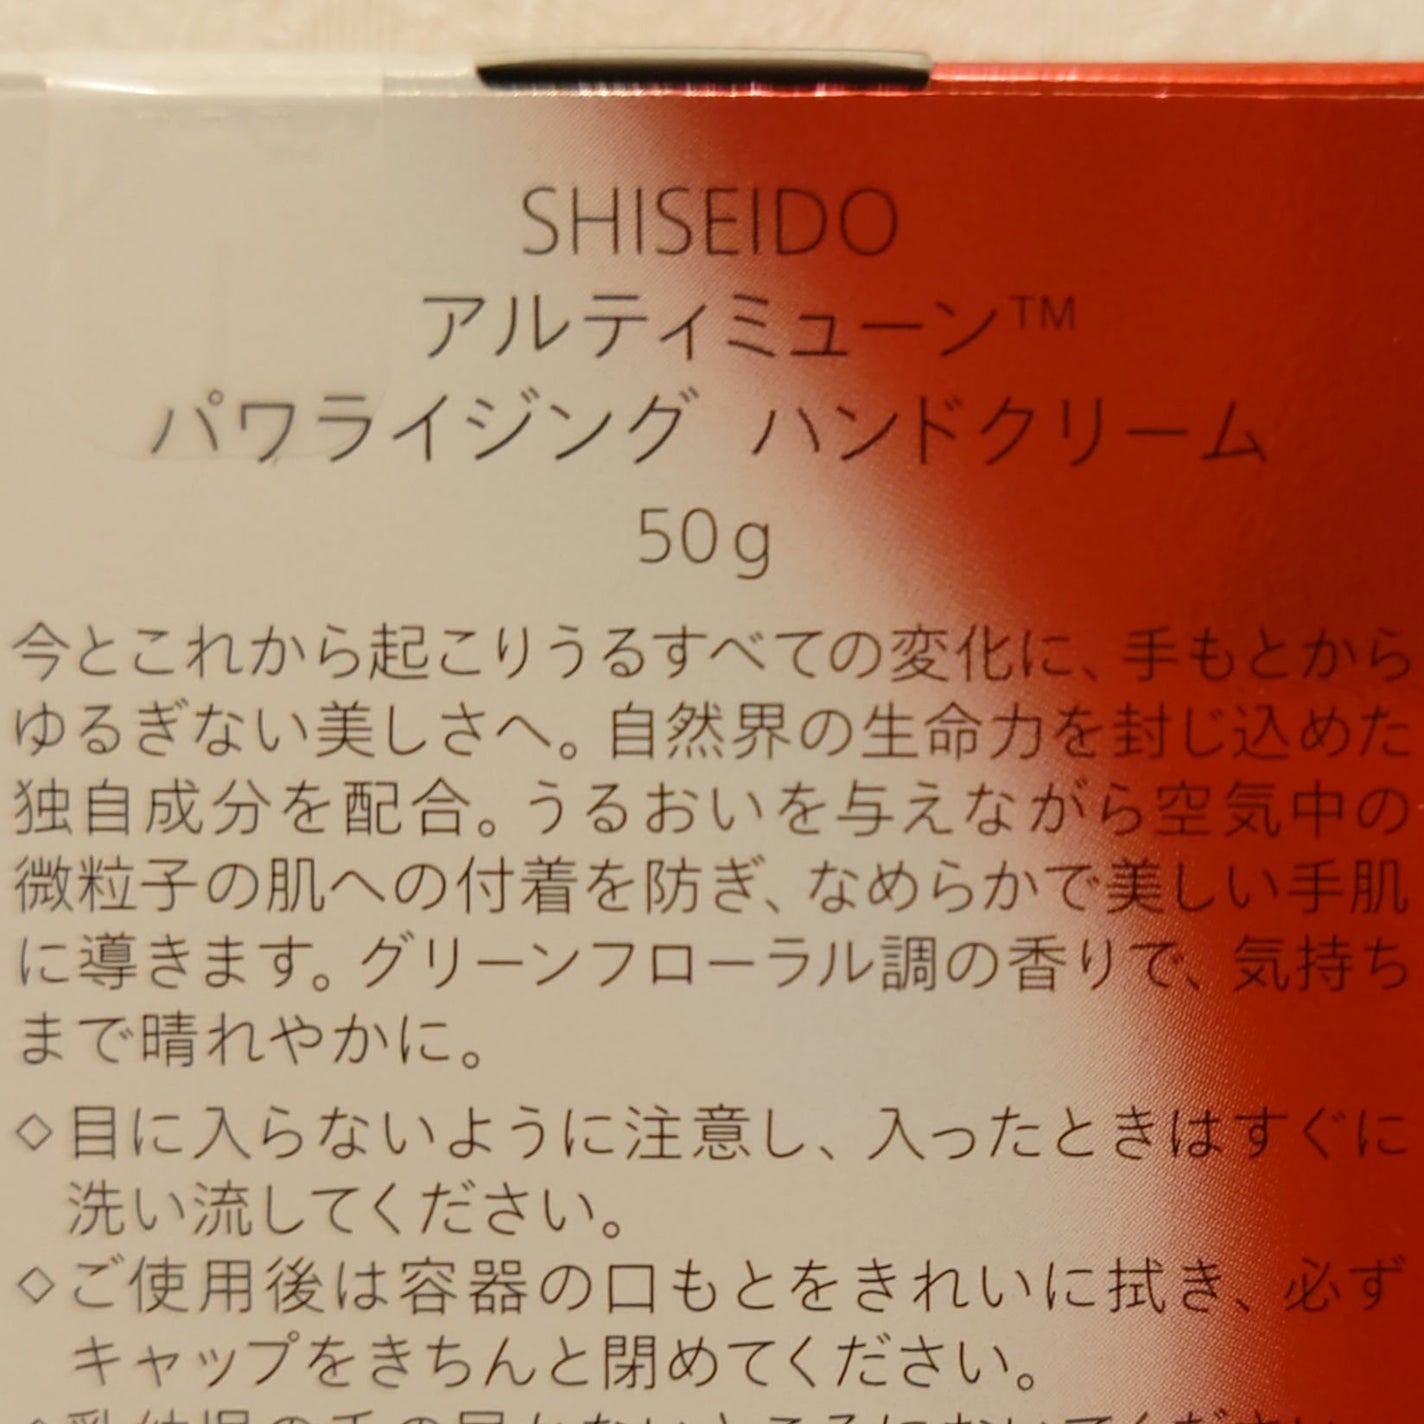 SHISEIDO
アルティミューン™
パワライジング ハンドクリーム
50g
今とこれから起こりうるすべての変化に、手もとから
ゆるぎない美しさへ。自然界の生命力を封じ込めた
独自成分を配合。うるおいを与えながら空気中の
微粒子の肌への付着を防ぎ、なめらかで美しい手肌
に導きます。グリーンフローラル調の香りで、気持ち
まで晴れやかに。
◇目に入らないように注意し、入ったときはすぐに
洗い流してください。
◇ご使用後は容器の口もとをきれいに拭き、必ず
キャップをきちんと閉めてください。